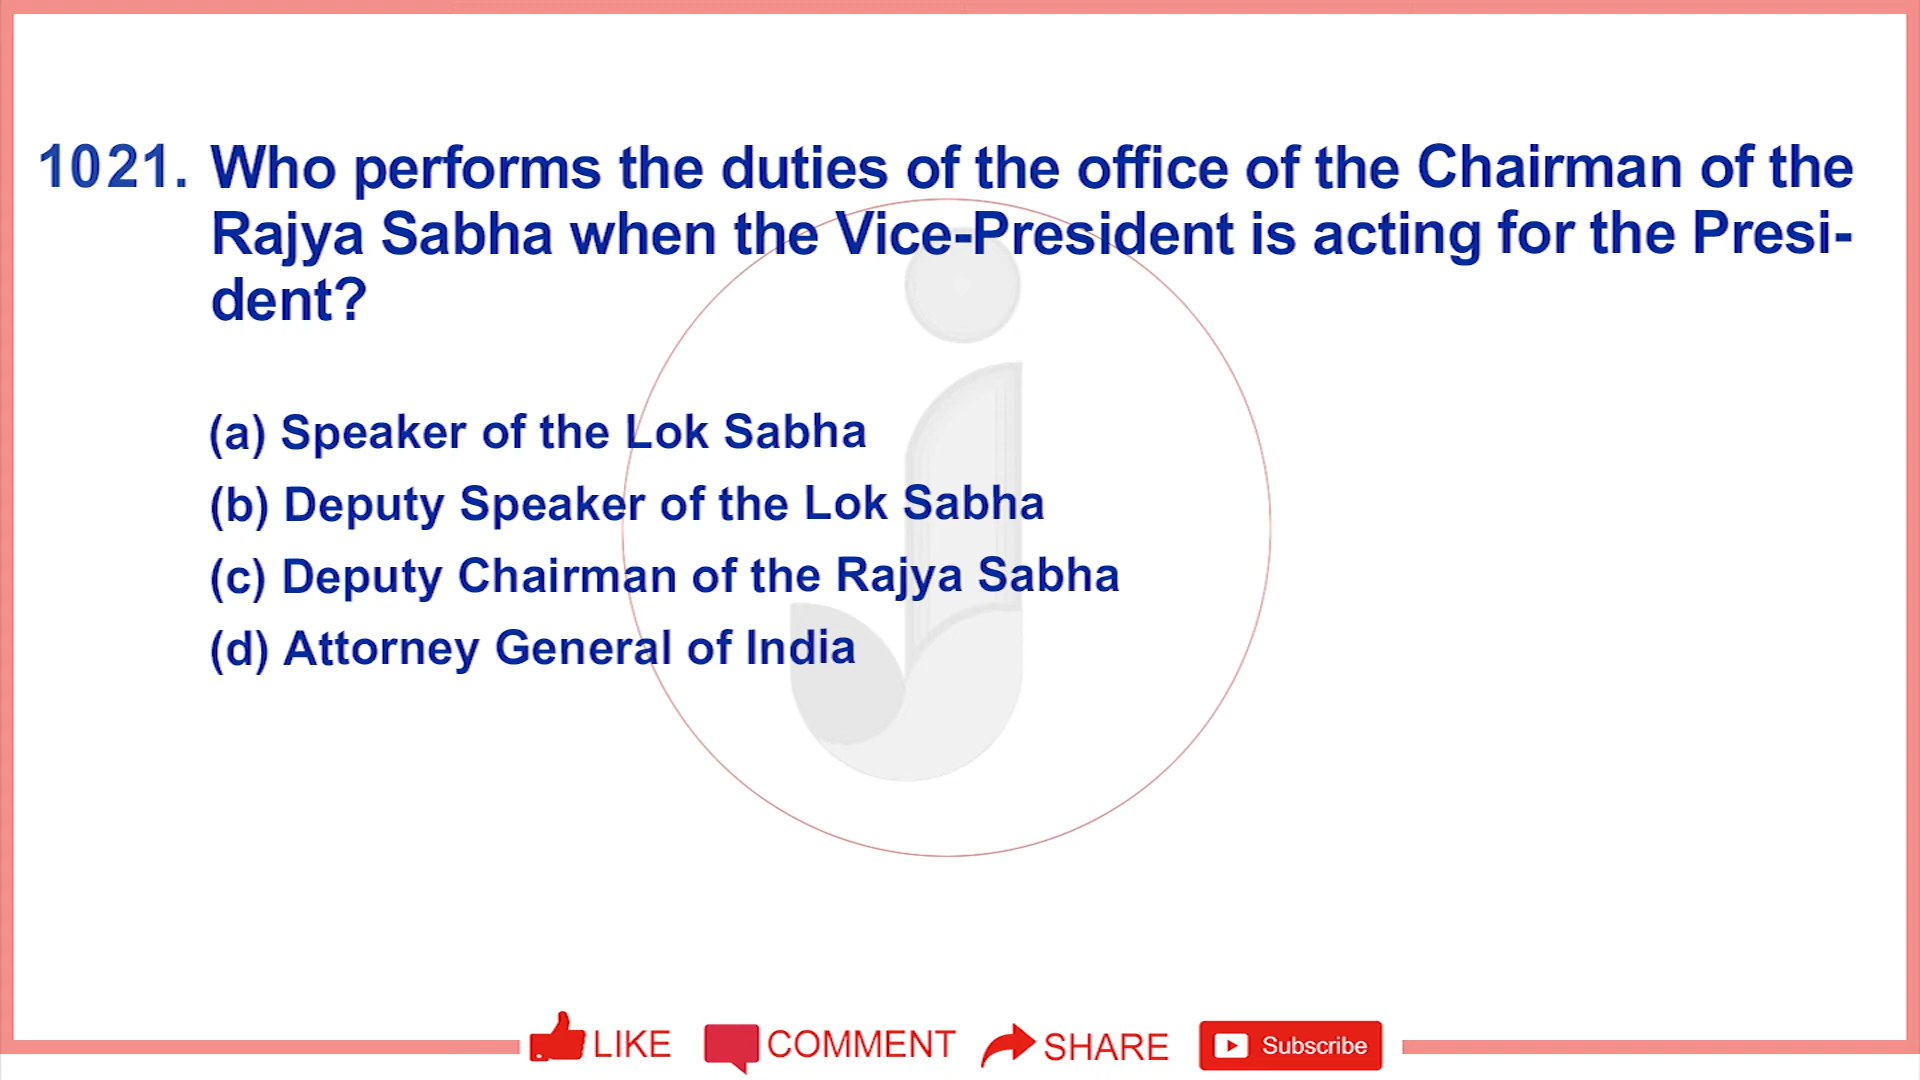 1021. Who performs the duties of the office of the Chairman of the
Rajya Sabha when the Vice-President is acting for the Presi-
dent?
(a) Speaker of the Lok Sabha
(b) Deputy Speaker of the Lok Sabha
(c) Deputy Chairman of the Rajya Sabha
(d) Attorney General of India
LIKE COMMENT SHARE Subscribe